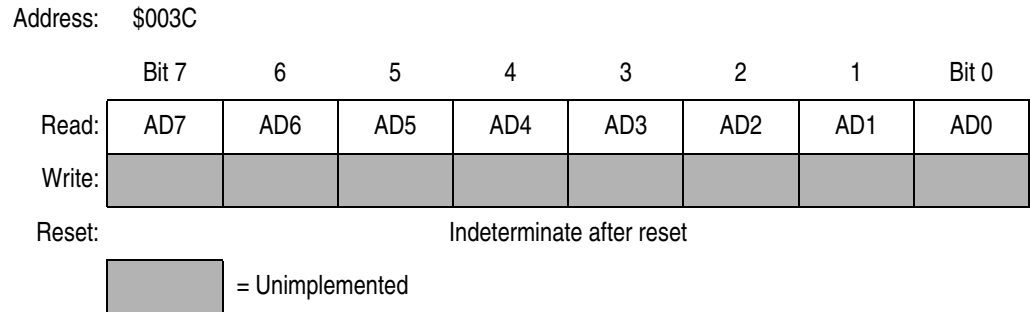 Address: $003C
Bit 7 6 5 4 3 2 1 Bit 0
Read: AD7 AD6 AD5 AD4 AD3 AD2 AD1 AD0
Write:
Reset: Indeterminate after reset
= Unimplemented